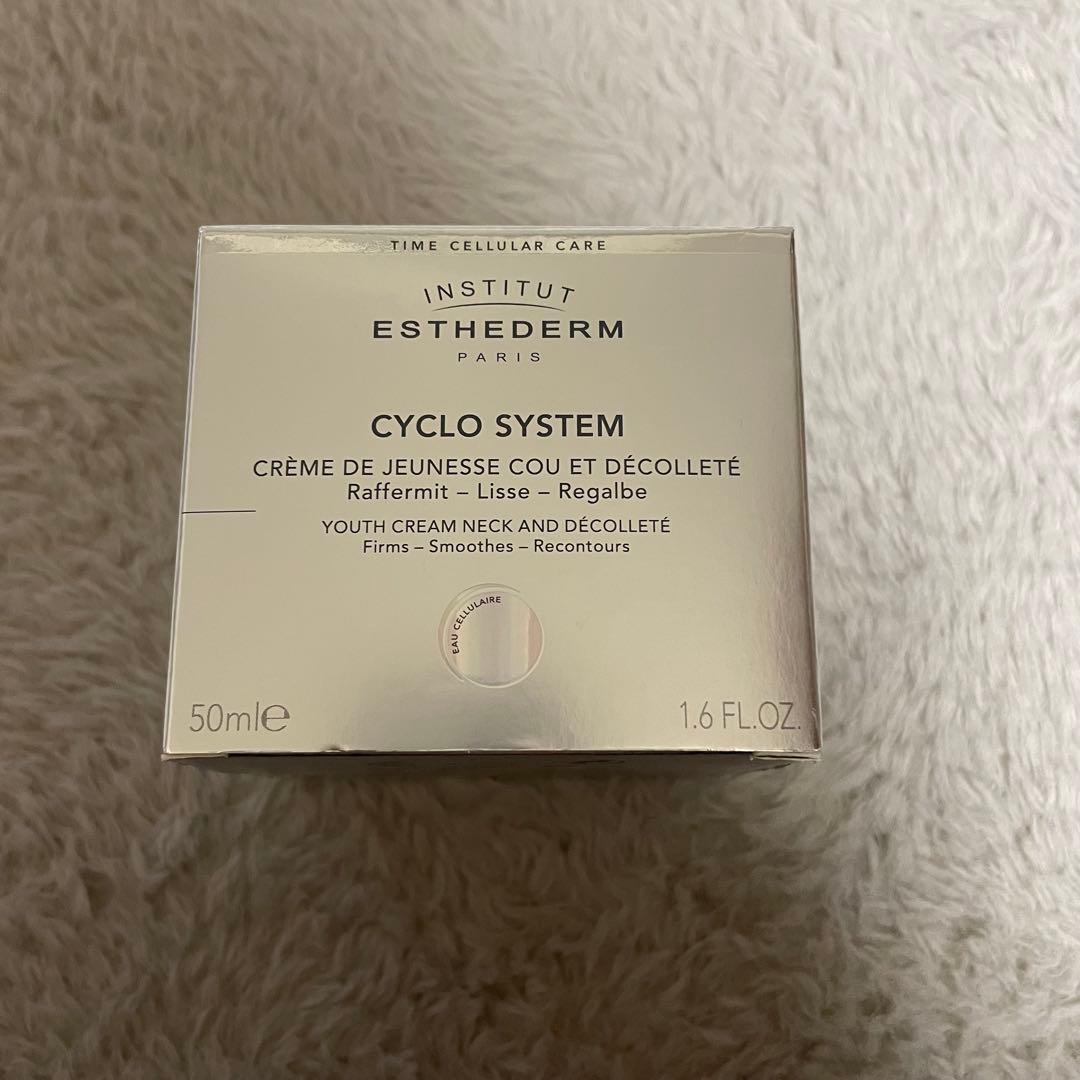 TIME CELLULAR CARE
INSTITUT
ESTHEDERM
PARIS
CYCLO SYSTEM
CRÈME DE JEUNESSE COU ET DÉCOLLETÉ
Raffermit – Lisse – Regalbe
YOUTH CREAM NECK AND DÉCOLLETÉ
Firms – Smoothes – Recontours
EAU CELLULAIRE
50ml℮
1.6 FL.OZ.